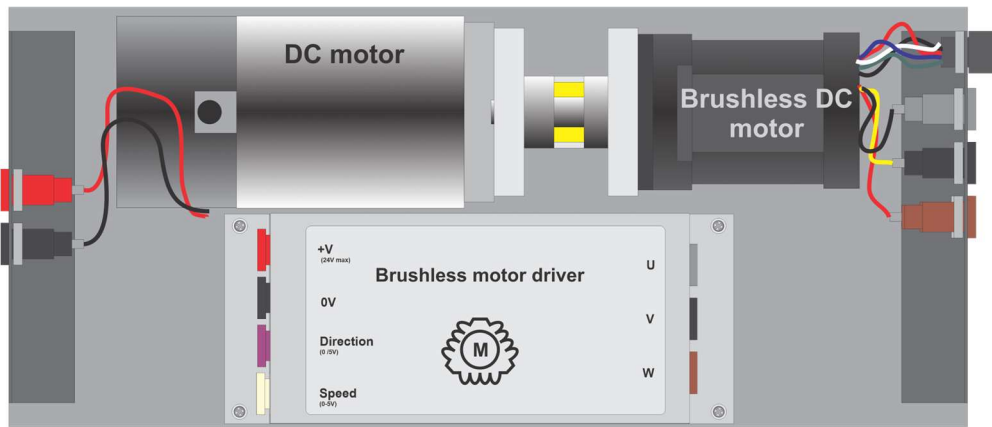 DC motor
Brushless DC
motor
+V
(24V max)
Brushless motor driver
U
0V
V
Direction
(0 /5V)
M
W
Speed
(0-5V)